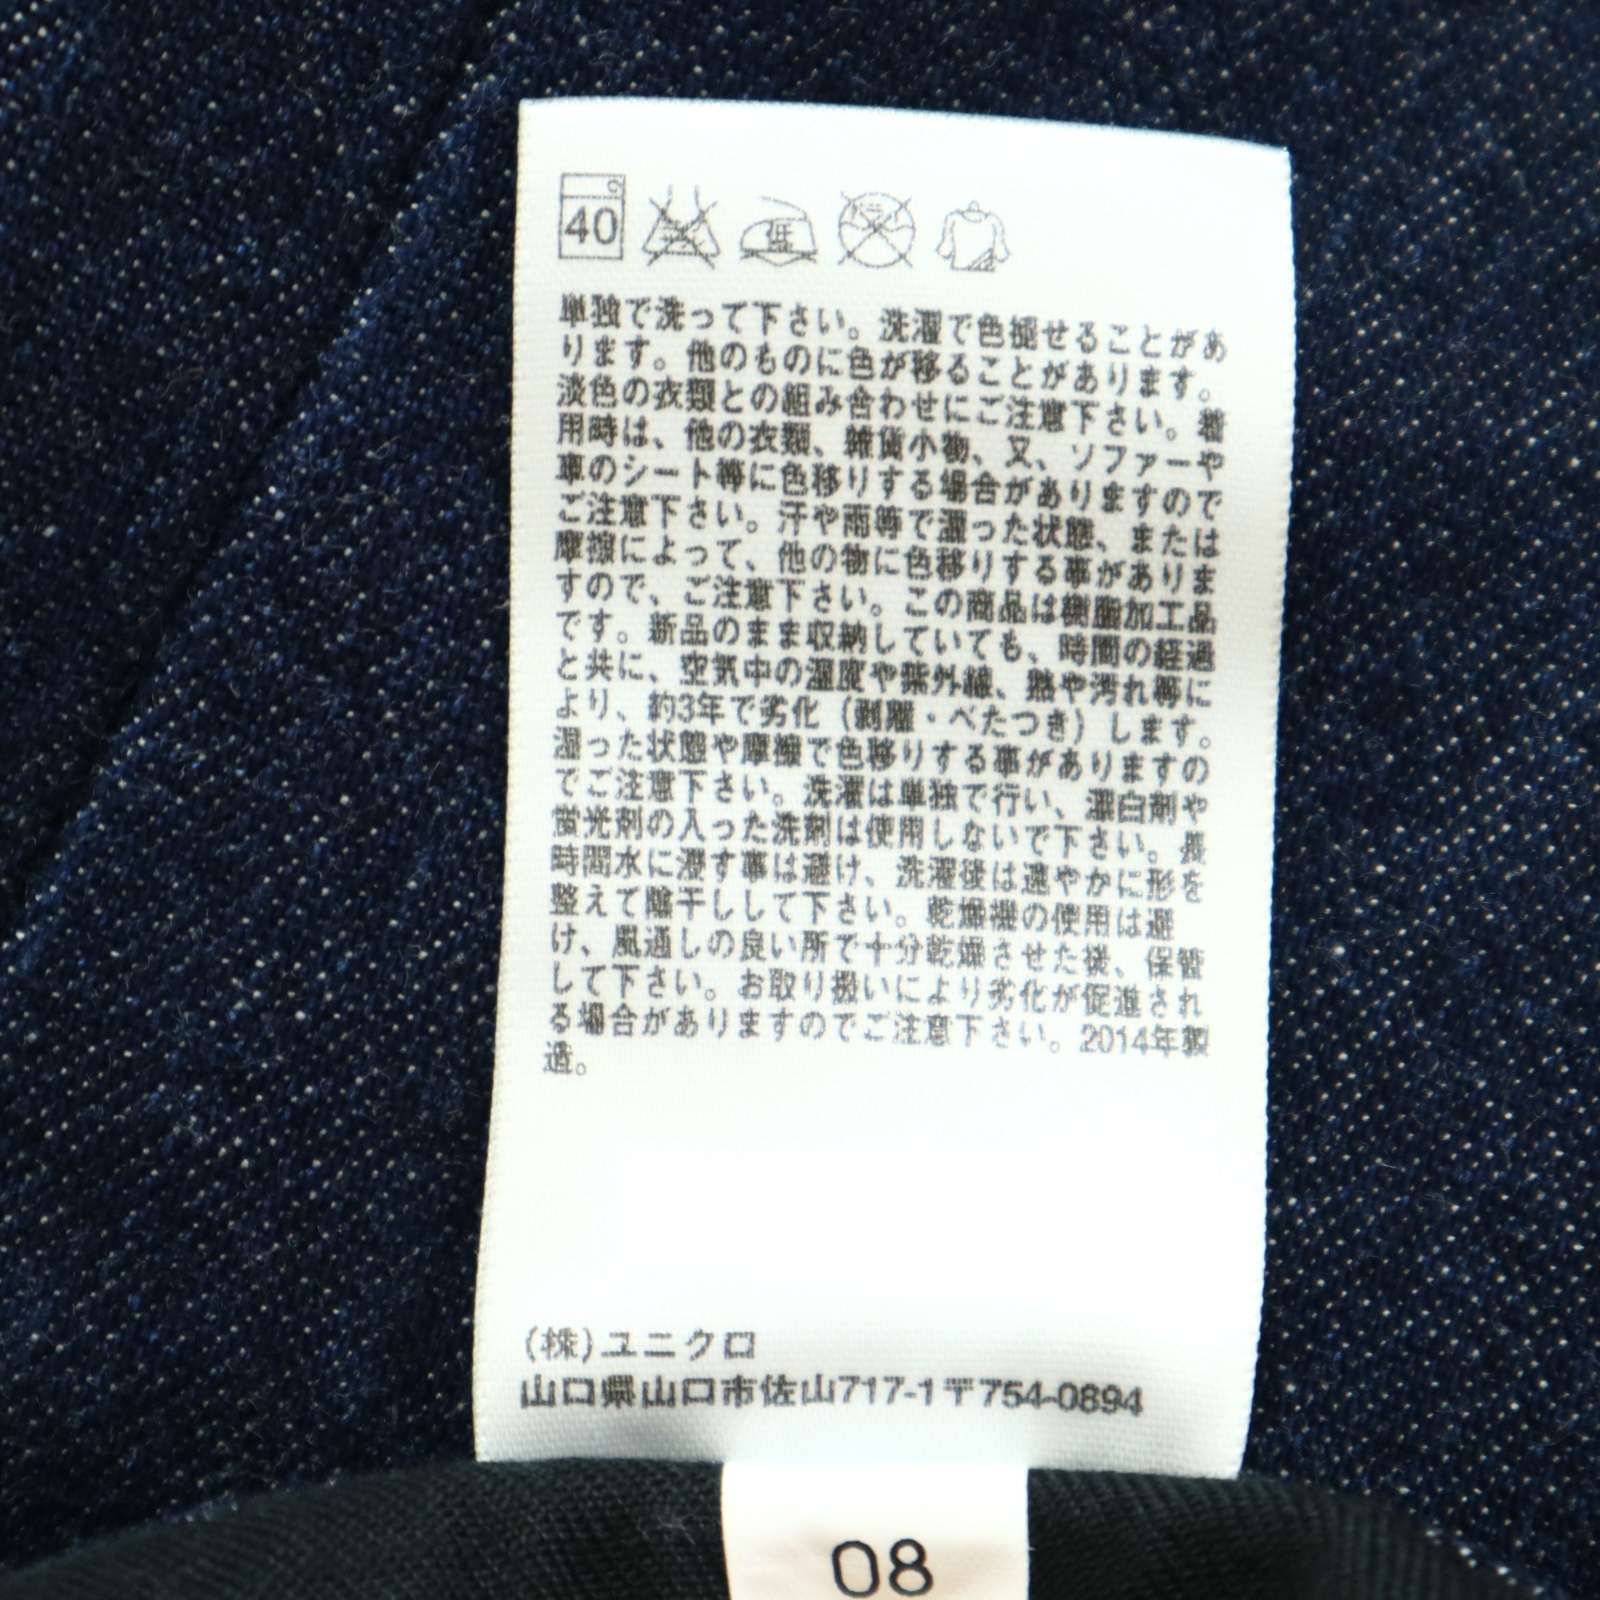 40
低
単独で洗って下さい。洗濯で色褪せることがあ
ります。他のものに色が移ることがあります。
淡色の衣類との組み合わせにご注意下さい。着
用時は、他の衣類、雑貨小物、又、ソファーや
車のシート等に色移りする場合がありますので
ご注意下さい。汗や雨等で湿った状態、または
摩擦によって、他の物に色移りする事がありま
すので、ご注意下さい。この商品は樹脂加工品
です。新品のまま収納していても、時間の経過
と共に、空気中の湿度や紫外線、熱や汚れ等に
より、約3年で劣化（剥離・べたつき）します。
湿った状態や摩擦で色移りする事がありますの
でご注意下さい。洗濯は単独で行い、漂白剤や
蛍光剤の入った洗剤は使用しないで下さい。長
時間水に浸す事は避け、洗濯後は速やかに形を
整えて陰干しして下さい。乾燥機の使用は避
け、風通しの良い所で十分乾燥させた後、保管
して下さい。お取り扱いにより劣化が促進され
る場合がありますのでご注意下さい。2014年製
造。
(株)ユニクロ
山口県山口市佐山717-1〒754-0894
08